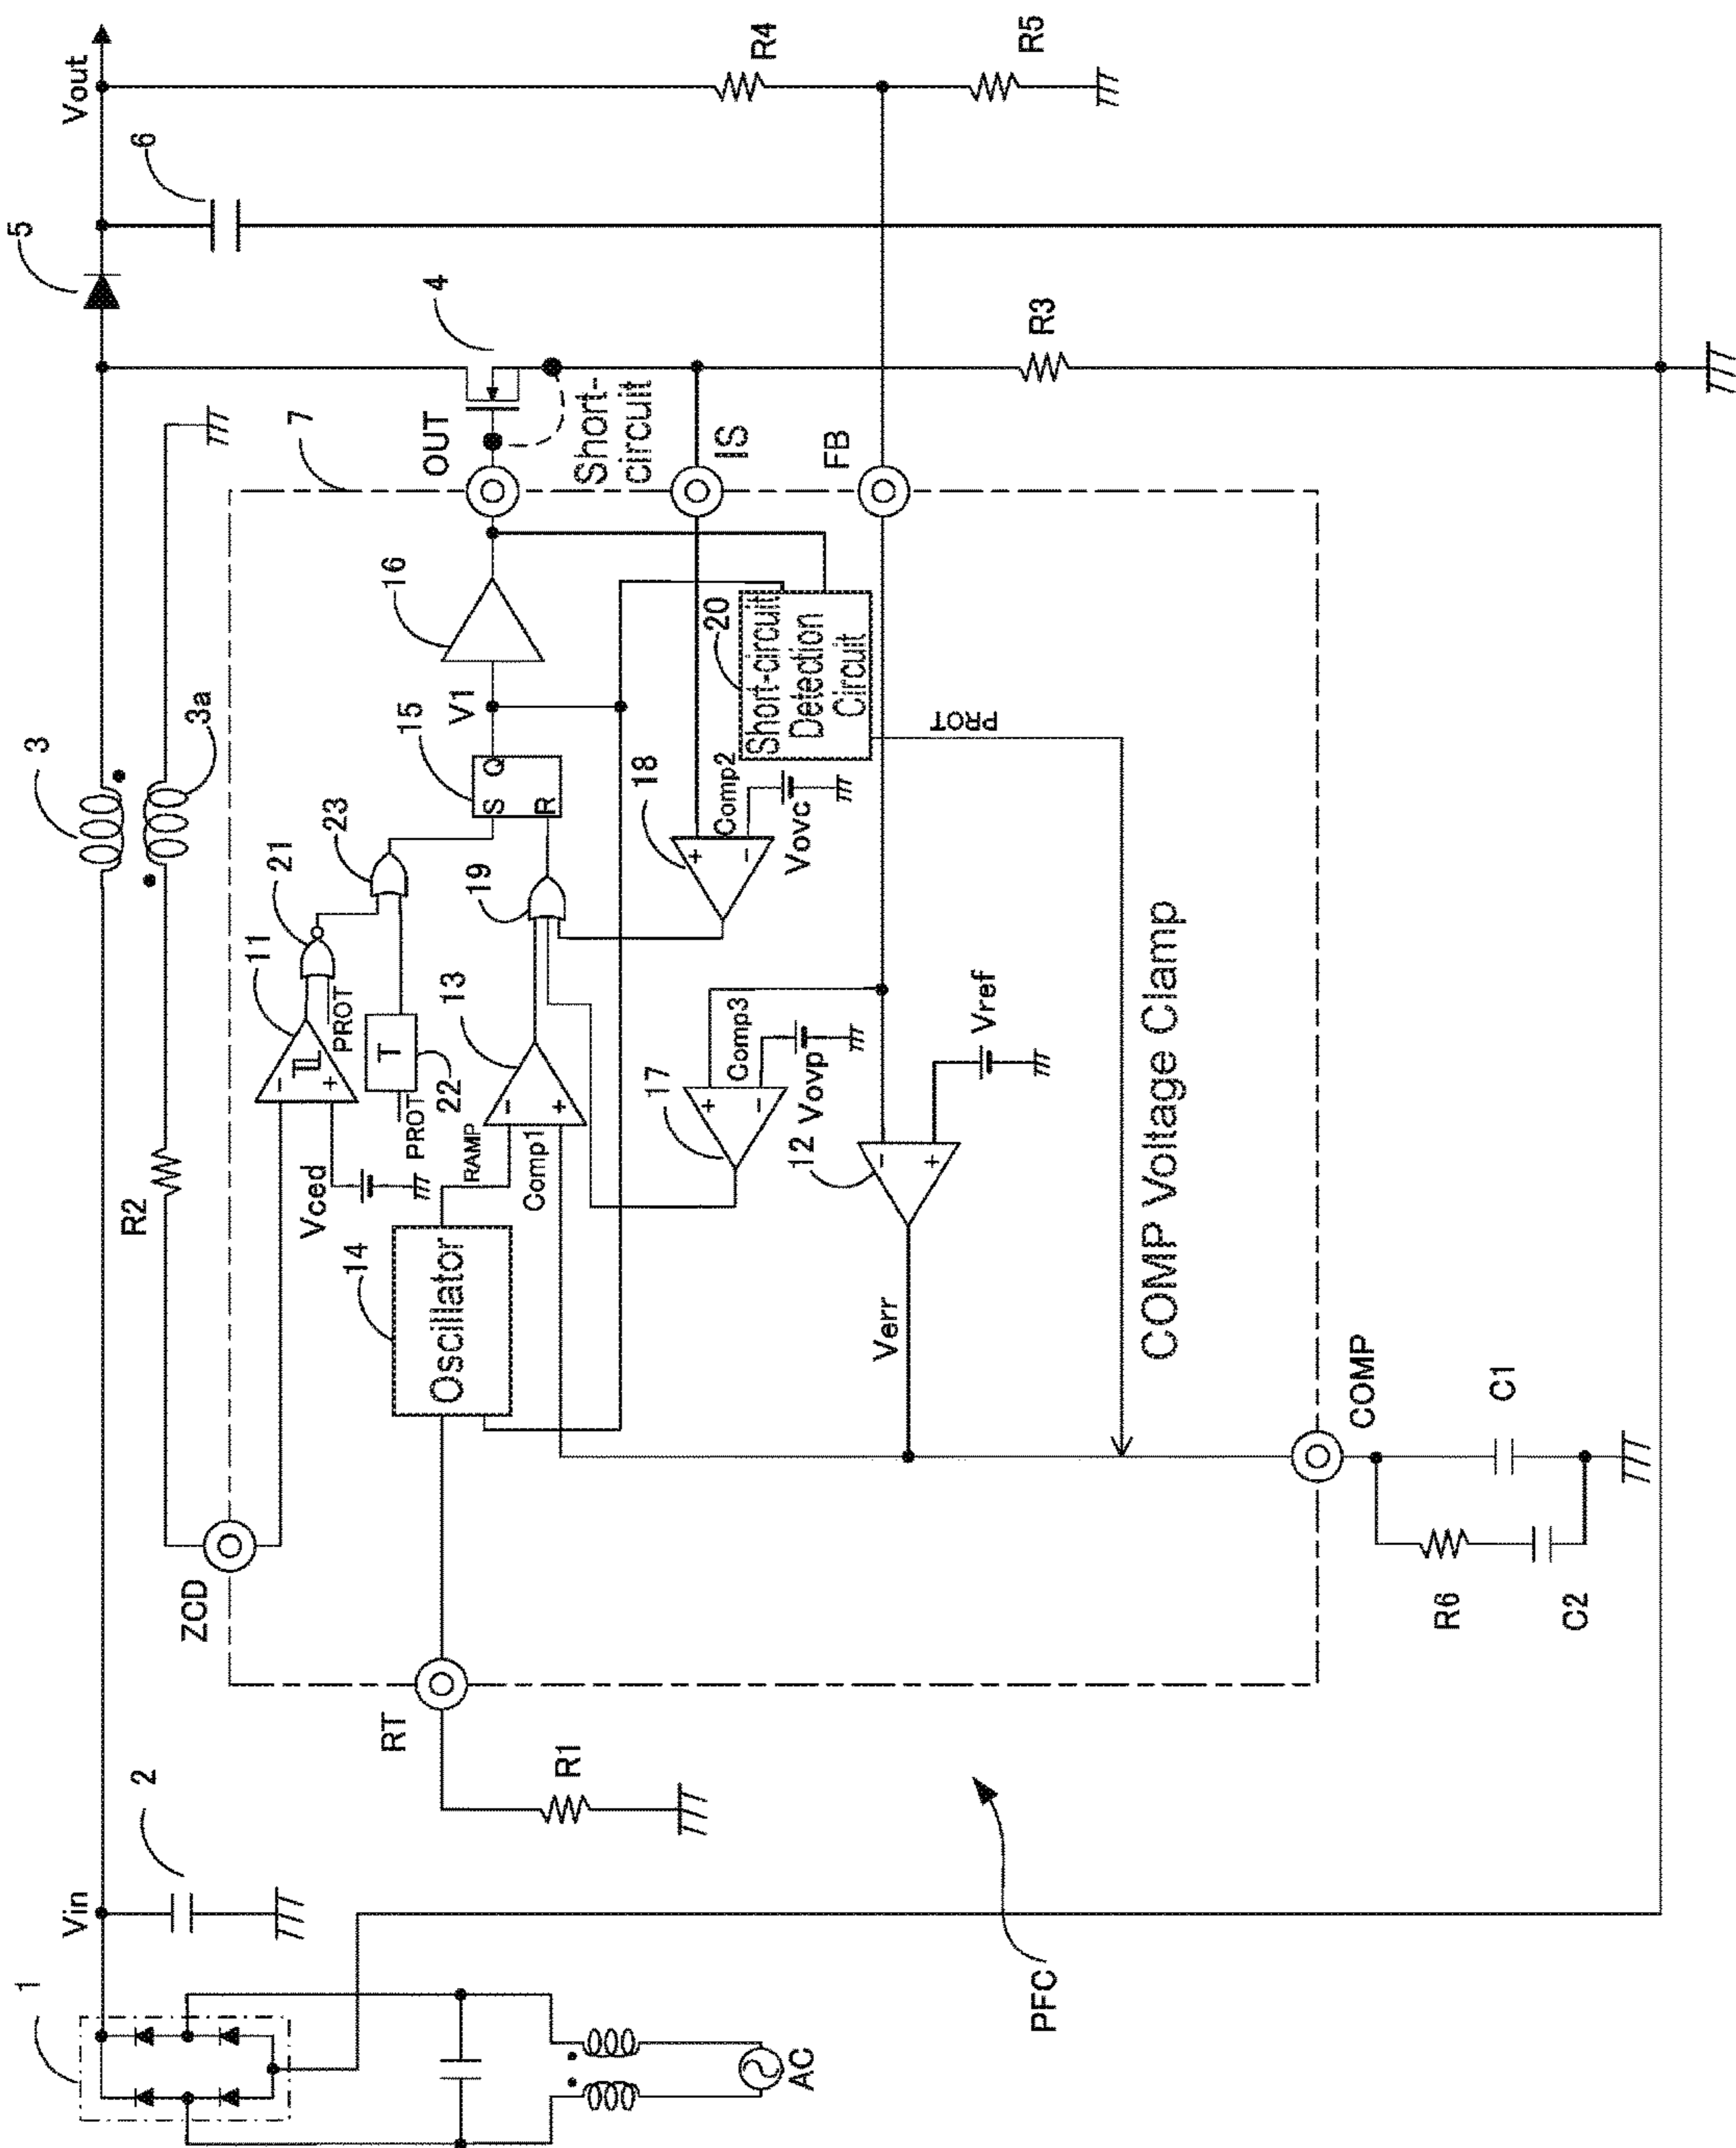 1
Vin
2
3
3a
5
Vout
6
R2
7
4
ZCD
RT
R1
Vced
11
21
PROT
T
22
PROT
23
14
Oscillator
RAMP
Comp1
13
19
15
S
Q
R
V1
16
OUT
Short-
circuit
IS
FB
17
Comp3
Vovp
18
Comp2
Vovc
20
Short-circuit
Detection
Circuit
PROT
12
Vref
Verr
COMP Voltage Clamp
COMP
R6
C2
C1
R3
R4
R5
AC
PFC